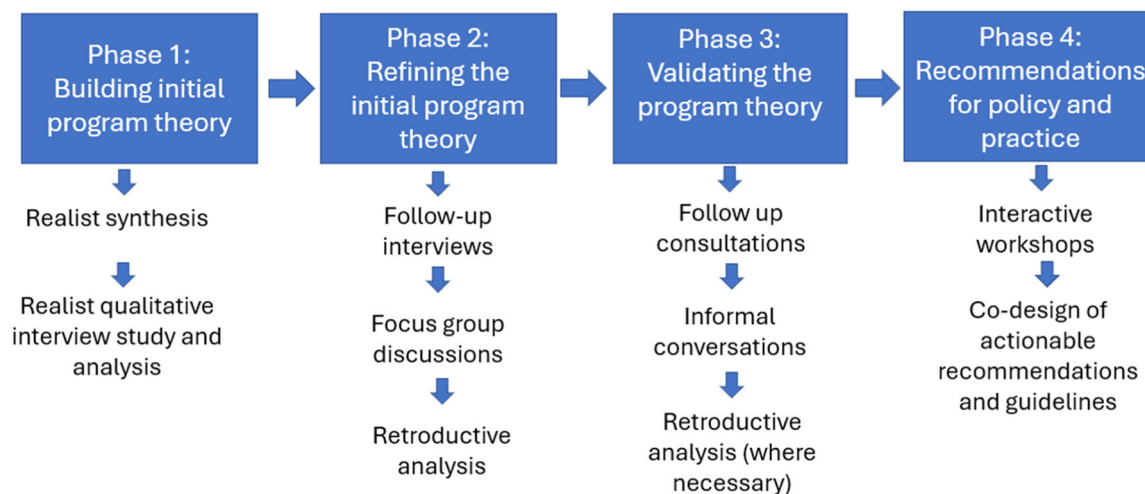 Phase 1:
Building initial
program theory
Realist synthesis
Realist qualitative
interview study and
analysis
Phase 2:
Refining the
initial program
theory
Follow-up
interviews
Focus group
discussions
Retroductive
analysis
Phase 3:
Validating the
program theory
Follow up
consultations
Informal
conversations
Retroductive
analysis (where
necessary)
Phase 4:
Recommendations
for policy and
practice
Interactive
workshops
Co-design of
actionable
recommendations
and guidelines